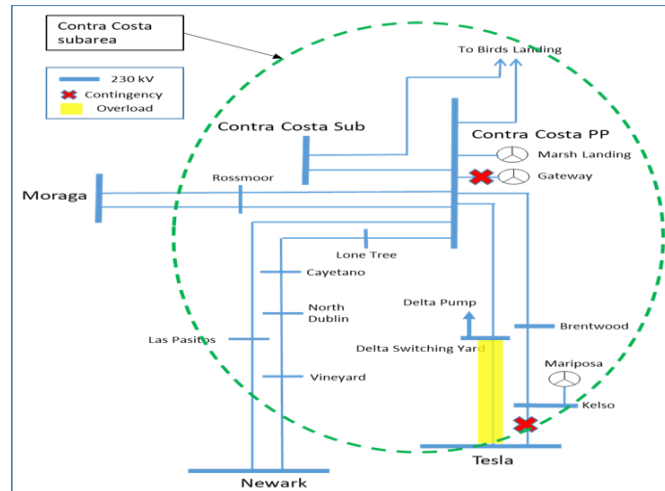 Contra Costa
subarea
230 kV
Contingency
Overload
To Birds Landing
Contra Costa Sub
Contra Costa PP
Marsh Landing
Gateway
Rossmoor
Moraga
Lone Tree
Cayetano
North
Dublin
Las Pasitos
Vineyard
Delta Pump
Delta Switching Yard
Brentwood
Mariposa
Kelso
Tesla
Newark